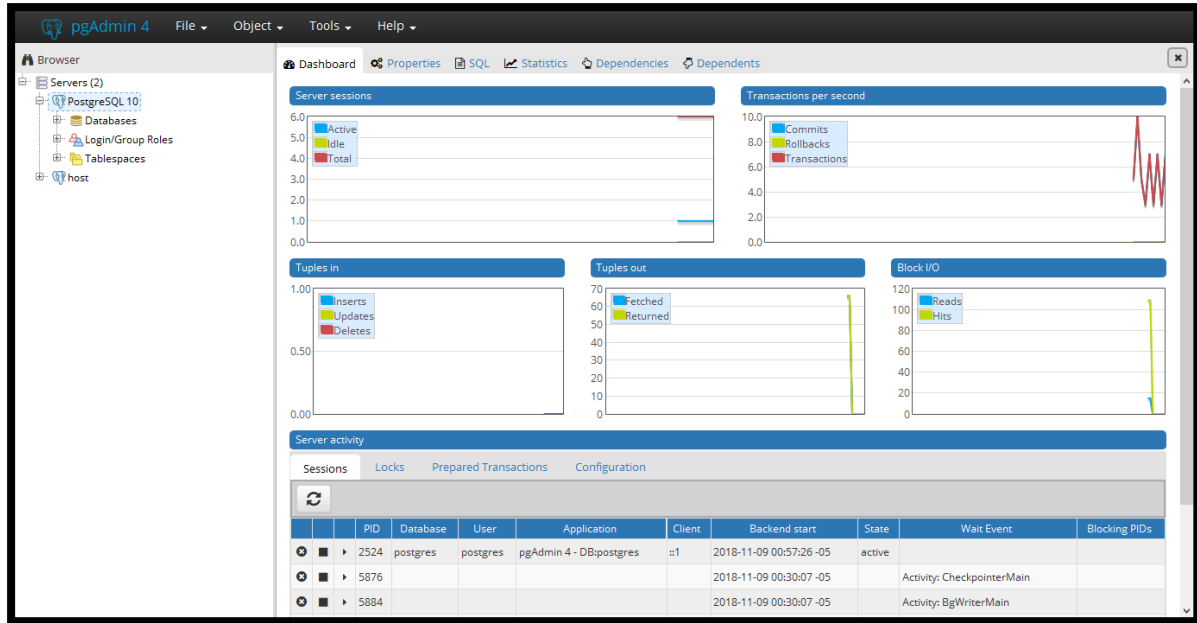 pgAdmin 4 File Object Tools Help
Browser
Servers (2)
PostgreSQL 10
Databases
Login/Group Roles
Tablespaces
host
Dashboard Properties SQL Statistics Dependencies Dependents
Server sessions
6.0
5.0
4.0
3.0
2.0
1.0
0.0
Active
Idle
Total
Transactions per second
10.0
8.0
6.0
4.0
2.0
0.0
Commits
Rollbacks
Transactions
Tuples in
1.00
0.50
0.00
Inserts
Updates
Deletes
Tuples out
70
60
50
40
30
20
10
0
Fetched
Returned
Block I/O
120
100
80
60
40
20
0
Reads
Hits
Server activity
Sessions Locks Prepared Transactions Configuration
PID Database User Application Client Backend start State Wait Event Blocking PIDs
2524 postgres postgres pgAdmin 4 - DB:postgres ::1 2018-11-09 00:57:26 -05 active
5876 2018-11-09 00:30:07 -05 Activity: CheckpointerMain
5884 2018-11-09 00:30:07 -05 Activity: BgWriterMain